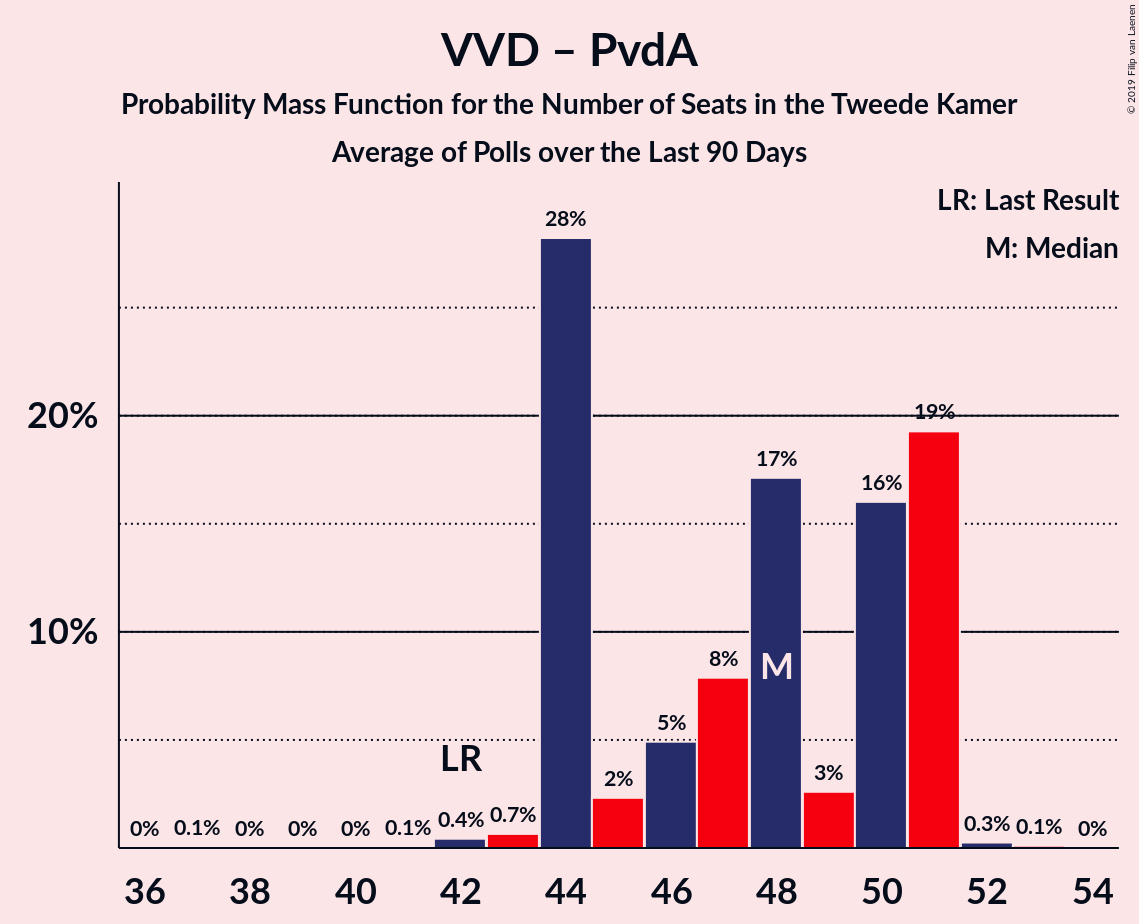 VVD – PvdA
Probability Mass Function for the Number of Seats in the Tweede Kamer
Average of Polls over the Last 90 Days
© 2019 Filip van Laenen
LR: Last Result
M: Median
28%
20%
19%
17%
16%
10%
8%
M
5%
LR
2%
3%
0% 0.1% 0% 0% 0% 0.1% 0.4% 0.7% 0.3% 0.1% 0%
36 38 40 42 44 46 48 50 52 54